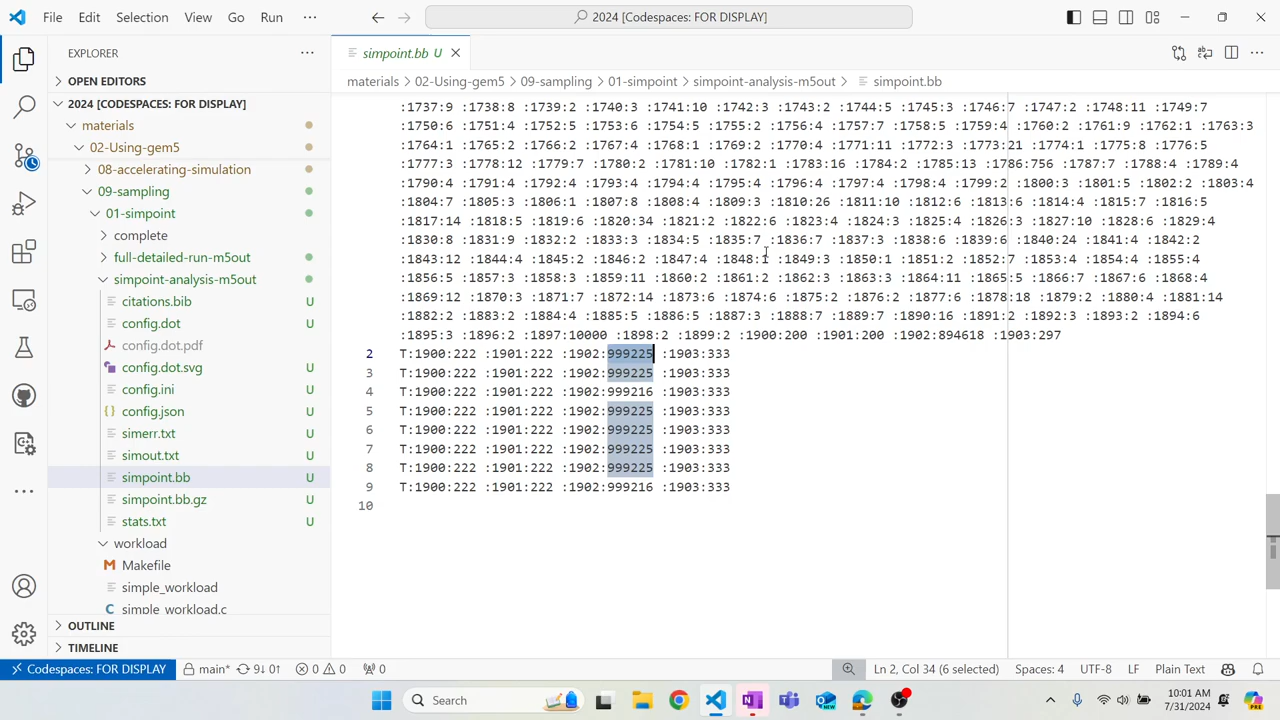 File Edit Selection View Go Run ··· 2024 [Codespaces: FOR DISPLAY]
EXPLORER ···
simpoint.bb U
OPEN EDITORS
materials > 02-Using-gem5 > 09-sampling > 01-simpoint > simpoint-analysis-m5out > simpoint.bb
2024 [CODESPACES: FOR DISPLAY]
materials
02-Using-gem5
08-accelerating-simulation
09-sampling
01-simpoint
complete
full-detailed-run-m5out
simpoint-analysis-m5out
citations.bib U
config.dot U
config.dot.pdf
config.dot.svg U
config.ini U
config.json U
simerr.txt U
simout.txt U
simpoint.bb U
simpoint.bb.gz U
stats.txt U
workload
Makefile
simple_workload
simple_workload.c
OUTLINE
TIMELINE
:1737:9 :1738:8 :1739:2 :1740:3 :1741:10 :1742:3 :1743:2 :1744:5 :1745:3 :1746:7 :1747:2 :1748:11 :1749:7
:1750:6 :1751:4 :1752:5 :1753:6 :1754:5 :1755:2 :1756:4 :1757:7 :1758:5 :1759:4 :1760:2 :1761:9 :1762:1 :1763:3
:1764:1 :1765:2 :1766:2 :1767:4 :1768:1 :1769:2 :1770:4 :1771:11 :1772:3 :1773:21 :1774:1 :1775:8 :1776:5
:1777:3 :1778:12 :1779:7 :1780:2 :1781:10 :1782:1 :1783:16 :1784:2 :1785:13 :1786:756 :1787:7 :1788:4 :1789:4
:1790:4 :1791:4 :1792:4 :1793:4 :1794:4 :1795:4 :1796:4 :1797:4 :1798:4 :1799:2 :1800:3 :1801:5 :1802:2 :1803:4
:1804:7 :1805:3 :1806:1 :1807:8 :1808:4 :1809:3 :1810:26 :1811:10 :1812:6 :1813:6 :1814:4 :1815:7 :1816:5
:1817:14 :1818:5 :1819:6 :1820:34 :1821:2 :1822:6 :1823:4 :1824:3 :1825:4 :1826:3 :1827:10 :1828:6 :1829:4
:1830:8 :1831:9 :1832:2 :1833:3 :1834:5 :1835:7 :1836:7 :1837:3 :1838:6 :1839:6 :1840:24 :1841:4 :1842:2
:1843:12 :1844:4 :1845:2 :1846:2 :1847:4 :1848:1 :1849:3 :1850:1 :1851:2 :1852:7 :1853:4 :1854:4 :1855:4
:1856:5 :1857:3 :1858:3 :1859:11 :1860:2 :1861:2 :1862:3 :1863:3 :1864:11 :1865:5 :1866:7 :1867:6 :1868:4
:1869:12 :1870:3 :1871:7 :1872:14 :1873:6 :1874:6 :1875:2 :1876:2 :1877:6 :1878:18 :1879:2 :1880:4 :1881:14
:1882:2 :1883:2 :1884:4 :1885:5 :1886:5 :1887:3 :1888:7 :1889:7 :1890:16 :1891:2 :1892:3 :1893:2 :1894:6
:1895:3 :1896:2 :1897:10000 :1898:2 :1899:2 :1900:200 :1901:200 :1902:894618 :1903:297
2 T:1900:222 :1901:222 :1902:999225 :1903:333
3 T:1900:222 :1901:222 :1902:999225 :1903:333
4 T:1900:222 :1901:222 :1902:999216 :1903:333
5 T:1900:222 :1901:222 :1902:999225 :1903:333
6 T:1900:222 :1901:222 :1902:999225 :1903:333
7 T:1900:222 :1901:222 :1902:999225 :1903:333
8 T:1900:222 :1901:222 :1902:999225 :1903:333
9 T:1900:222 :1901:222 :1902:999216 :1903:333
10
Codespaces: FOR DISPLAY main* 9↓ 0↑ 0 0 0 Ln 2, Col 34 (6 selected) Spaces: 4 UTF-8 LF Plain Text
Search 10:01 AM
7/31/2024